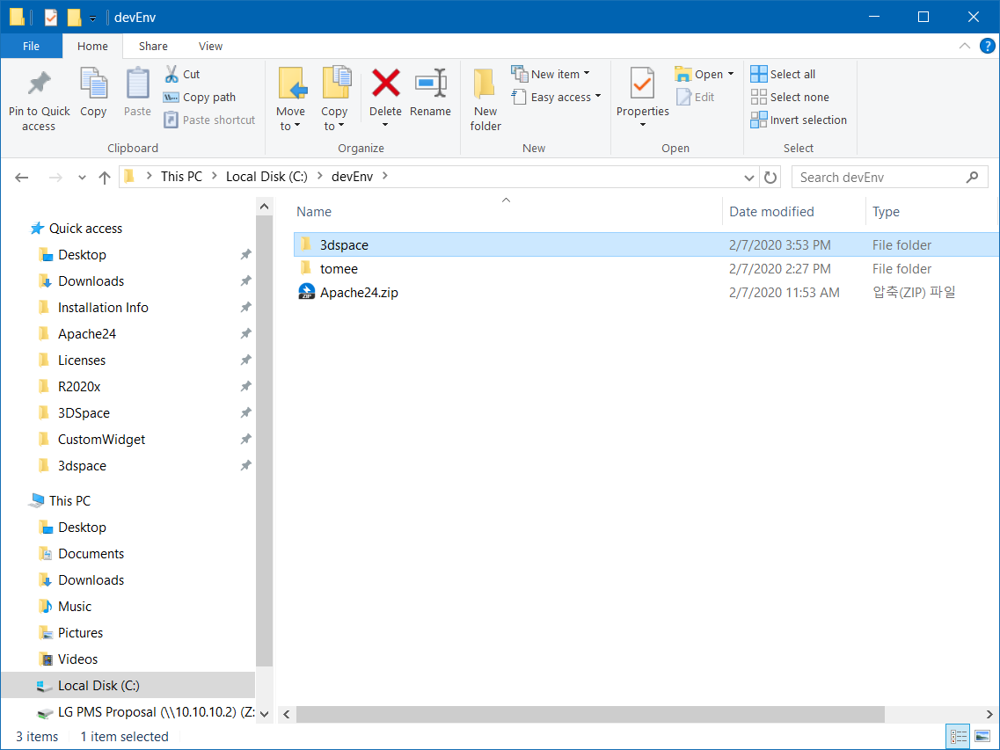 devEnv
File Home Share View
Pin to Quick access
Copy
Paste
Cut
Copy path
Paste shortcut
Clipboard
Move to
Copy to
Delete
Rename
Organize
New folder
New item
Easy access
New
Properties
Open
Edit
Open
Select all
Select none
Invert selection
Select
This PC > Local Disk (C:) > devEnv >
Search devEnv
Quick access
Desktop
Downloads
Installation Info
Apache24
Licenses
R2020x
3DSpace
CustomWidget
3dspace
This PC
Desktop
Documents
Downloads
Music
Pictures
Videos
Local Disk (C:)
LG PMS Proposal (\\10.10.10.2) (Z:
Name Date modified Type
3dspace 2/7/2020 3:53 PM File folder
tomee 2/7/2020 2:27 PM File folder
ZIP Apache24.zip 2/7/2020 11:53 AM 압축(ZIP) 파일
3 items 1 item selected